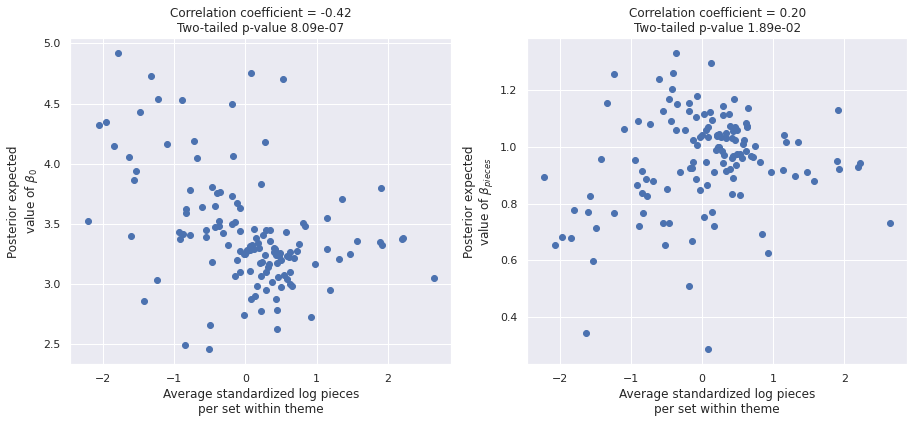 Correlation coefficient = -0.42
Two-tailed p-value 8.09e-07
Posterior expected
value of β0
5.0
4.5
4.0
3.5
3.0
2.5
−2
−1
0
1
2
Average standardized log pieces
per set within theme
Correlation coefficient = 0.20
Two-tailed p-value 1.89e-02
Posterior expected
value of βpieces
1.2
1.0
0.8
0.6
0.4
−2
−1
0
1
2
Average standardized log pieces
per set within theme